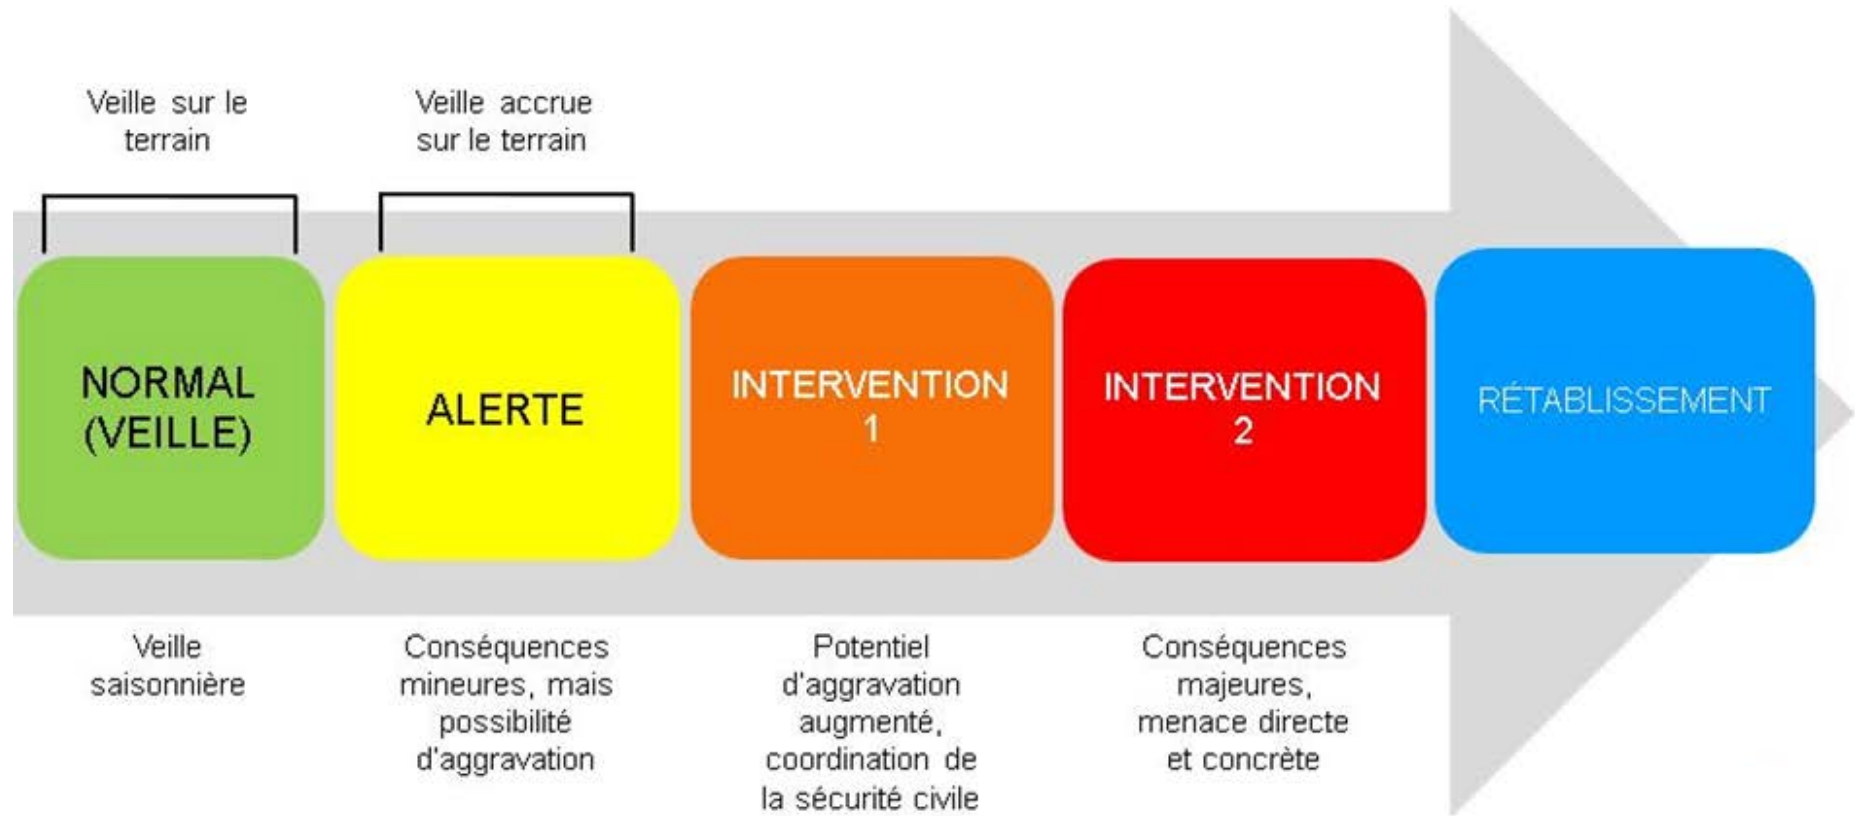 Veille sur le
terrain
Veille accrue
sur le terrain
NORMAL
(VEILLE)
ALERTE
INTERVENTION
1
INTERVENTION
2
RÉTABLISSEMENT
Veille
saisonnière
Conséquences
mineures, mais
possibilité
d'aggravation
Potentiel
d'aggravation
augmenté,
coordination de
la sécurité civile
Conséquences
majeures,
menace directe
et concrète